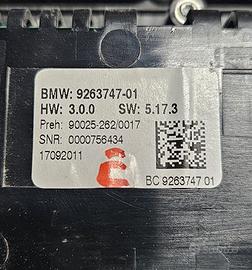 BMW: 9263747-01
HW: 3.0.0 SW: 5.17.3
Preh: 90025-262/0017
SNR: 0000756434
17092011
E
BC 9263747 01